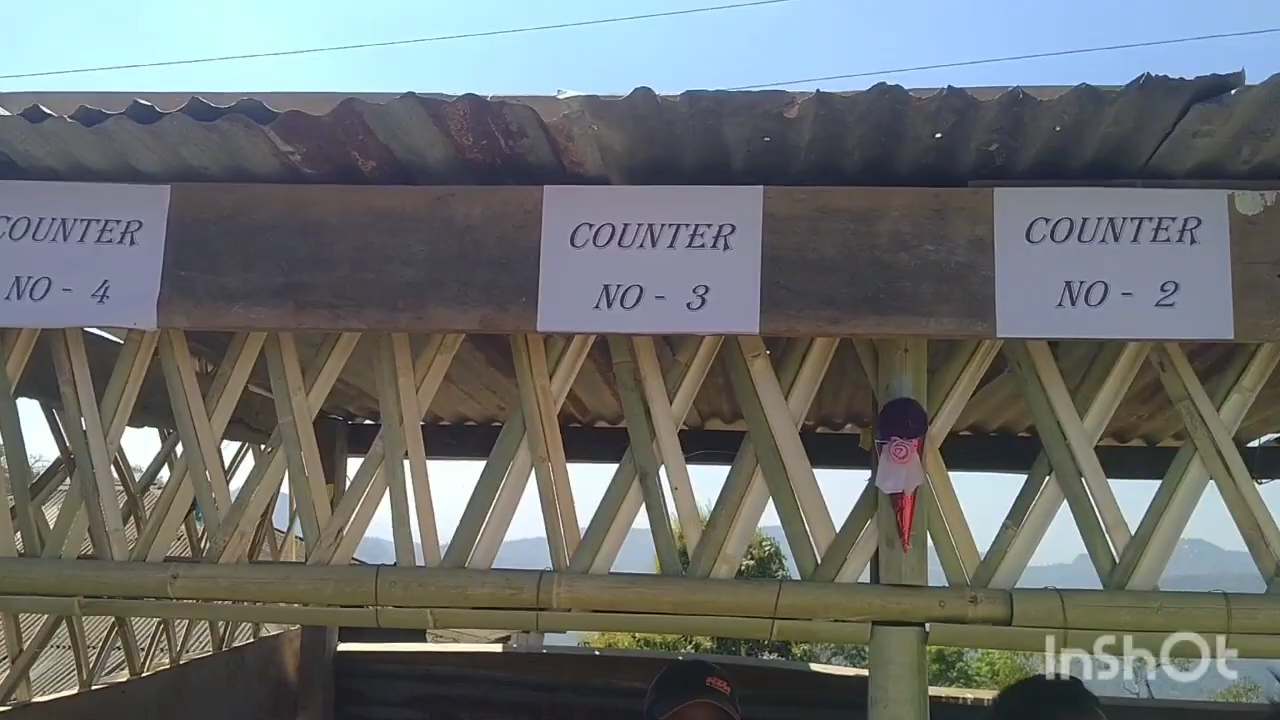 COUNTER
NO - 4
COUNTER
NO - 3
COUNTER
NO - 2
InShOt